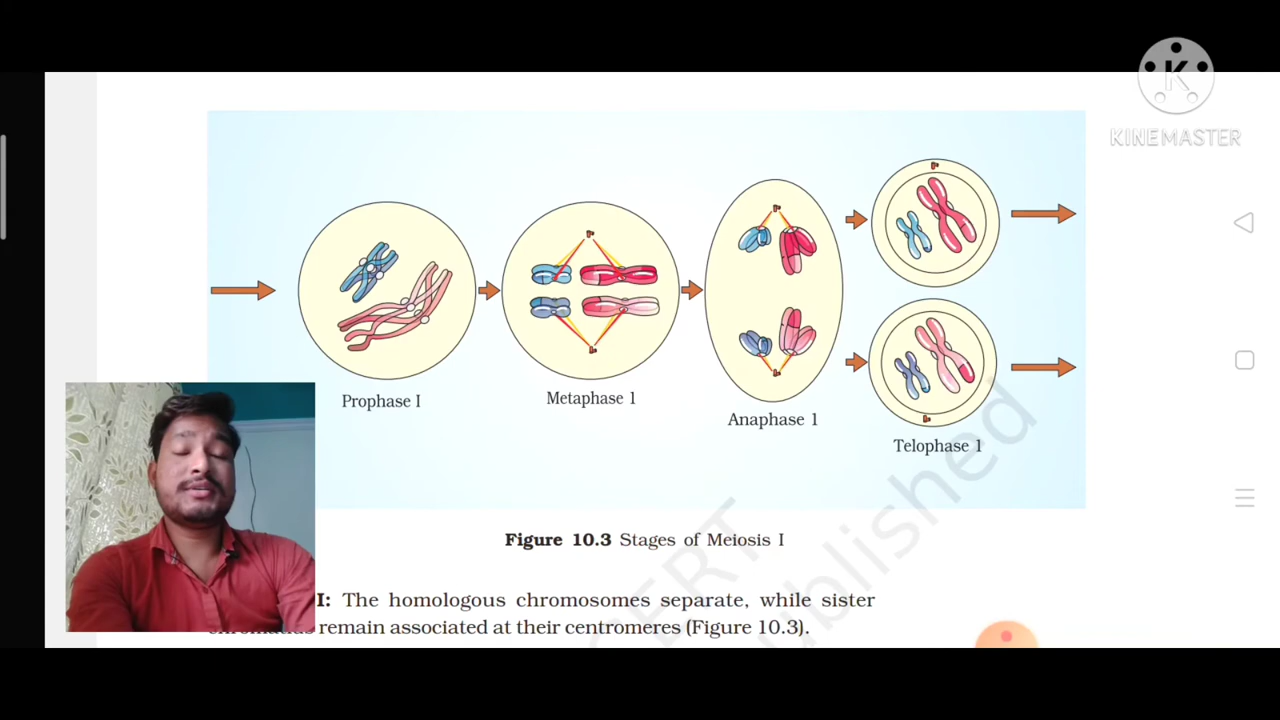 KINEMASTER
Prophase I
Metaphase 1
Anaphase 1
Telophase 1
Figure 10.3 Stages of Meiosis I
I: The homologous chromosomes separate, while sister
remain associated at their centromeres (Figure 10.3).